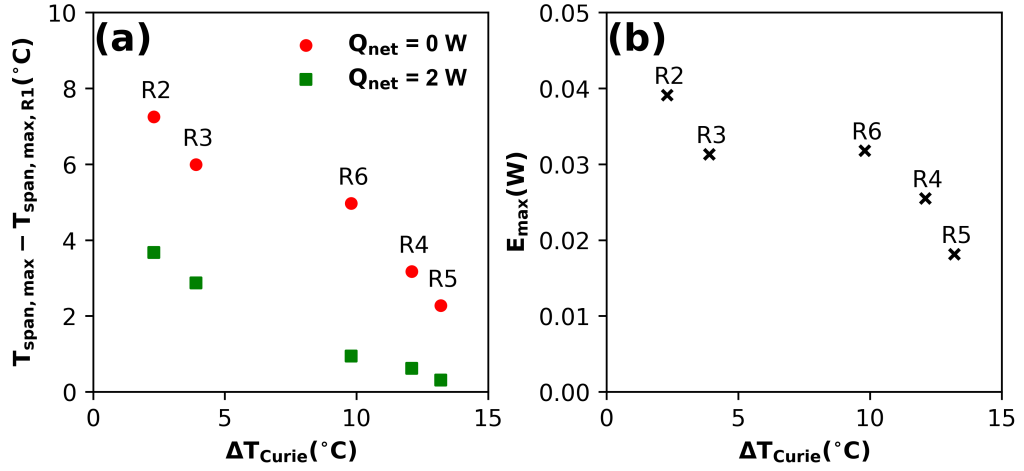 (a)
Q_net = 0 W
Q_net = 2 W
R2
R3
R6
R4
R5
10
8
6
4
2
0
0 5 10 15
T_span, max − T_span, max, R1(°C)
ΔT_Curie(°C)
(b)
R2
R3
R6
R4
R5
0.05
0.04
0.03
0.02
0.01
0.00
0 5 10 15
E_max(W)
ΔT_Curie(°C)